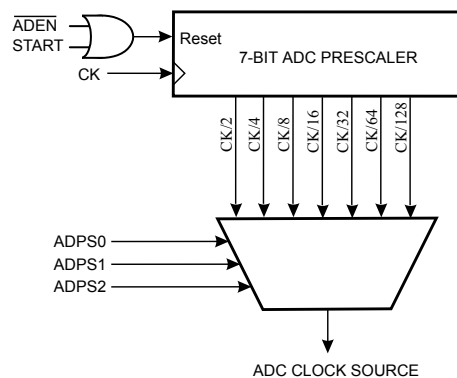 ADEN
START
Reset
7-BIT ADC PRESCALER
CK
CK/2
CK/4
CK/8
CK/16
CK/32
CK/64
CK/128
ADPS0
ADPS1
ADPS2
ADC CLOCK SOURCE